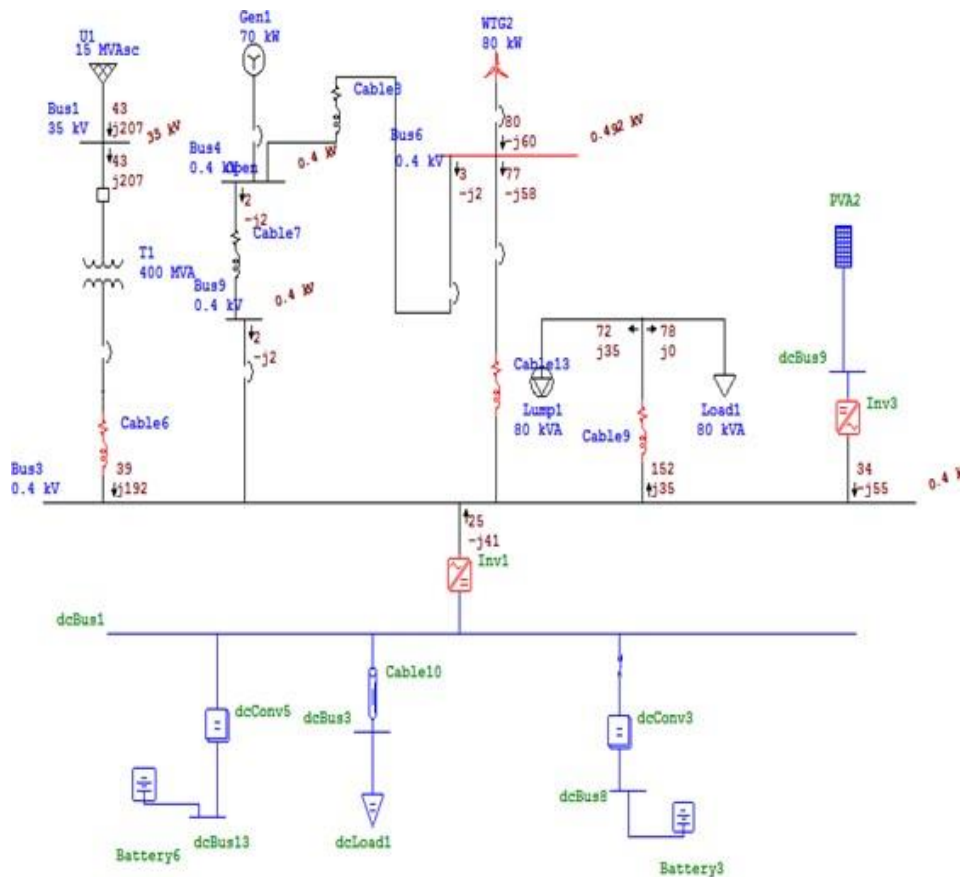 U1
15 MVAsc
Gen1
70 kW
WTG2
80 kW
Bus1
35 kV
43
j207
35 kV
43
j207
Cable8
Bus4
0.4 kV
Open
0.4 kV
Bus6
0.4 kV
80
-j60
0.492 kV
3
-j2
77
-j58
2
-j2
Cable7
T1
400 MVA
Bus9
0.4 kV
0.4 kV
2
-j2
PVA2
72
j35
78
j0
Cable13
dcBus9
Lump1
80 kVA
Load1
80 kVA
Inv3
Cable6
Cable9
Bus3
0.4 kV
39
j192
152
j35
34
-j55
0.4 k
25
-j41
Inv1
dcBus1
Cable10
dcConv5
dcBus3
dcConv3
dcBus8
Battery6
dcBus13
dcLoad1
Battery3